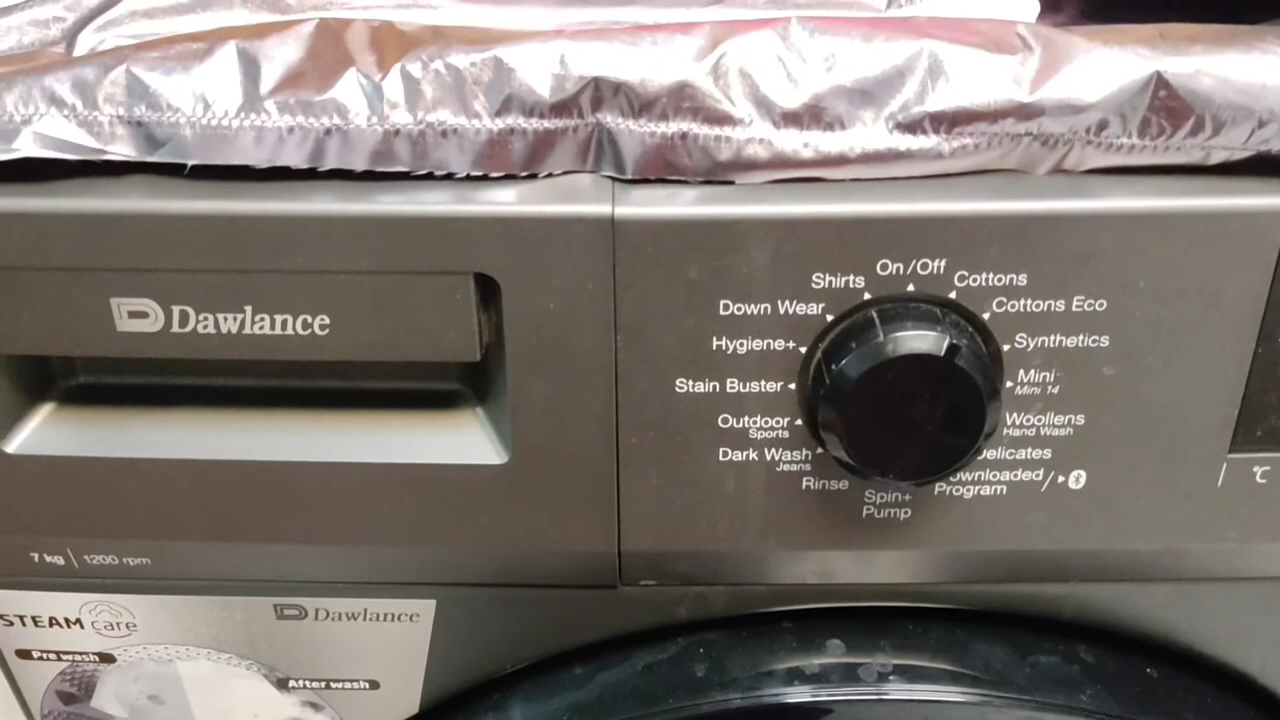 Dawlance
7 kg | 1200 rpm
On/Off
Shirts
Cottons
Down Wear
Cottons Eco
Hygiene+
Synthetics
Stain Buster
Mini
Mini 14
Outdoor
Sports
Woollens
Hand Wash
Dark Wash
Jeans
elicates
Rinse
ownloaded/
Program
Spin+
Pump
°C
STEAM care
Dawlance
Pre wash
After wash